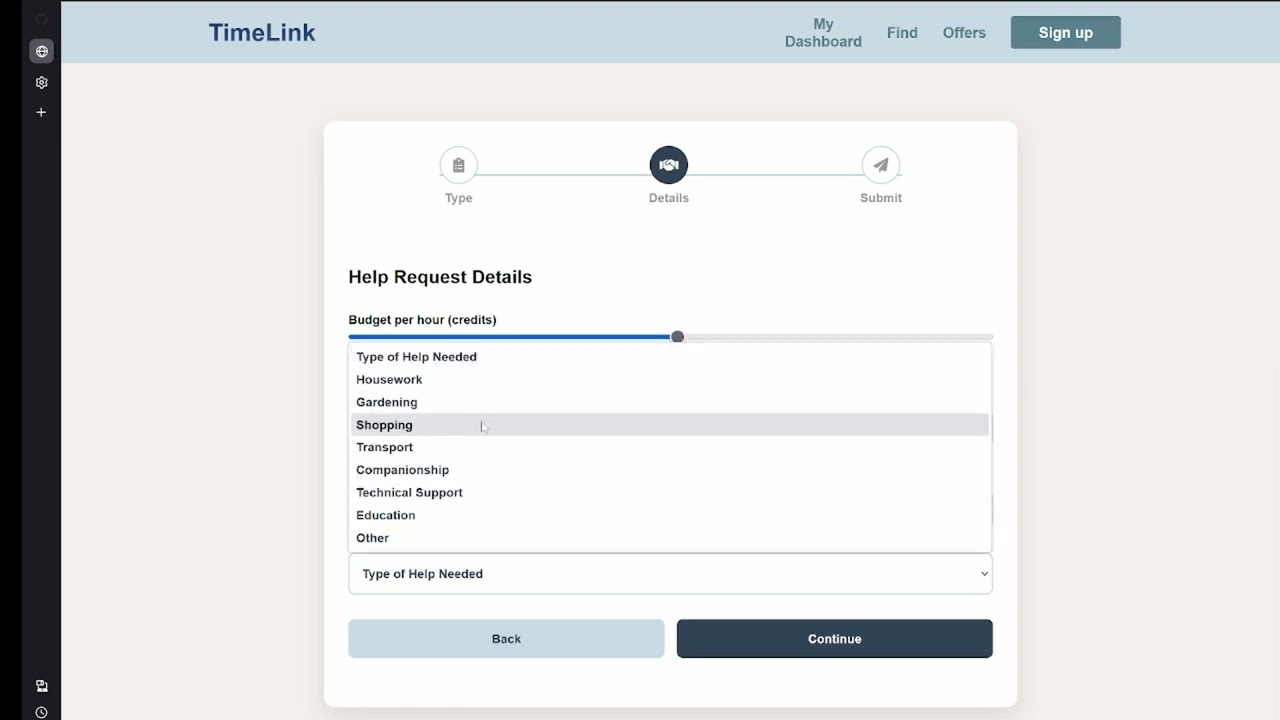 TimeLink
My
Dashboard
Find
Offers
Sign up
Type
Details
Submit
Help Request Details
Budget per hour (credits)
Type of Help Needed
Housework
Gardening
Shopping
Transport
Companionship
Technical Support
Education
Other
Type of Help Needed
Back
Continue